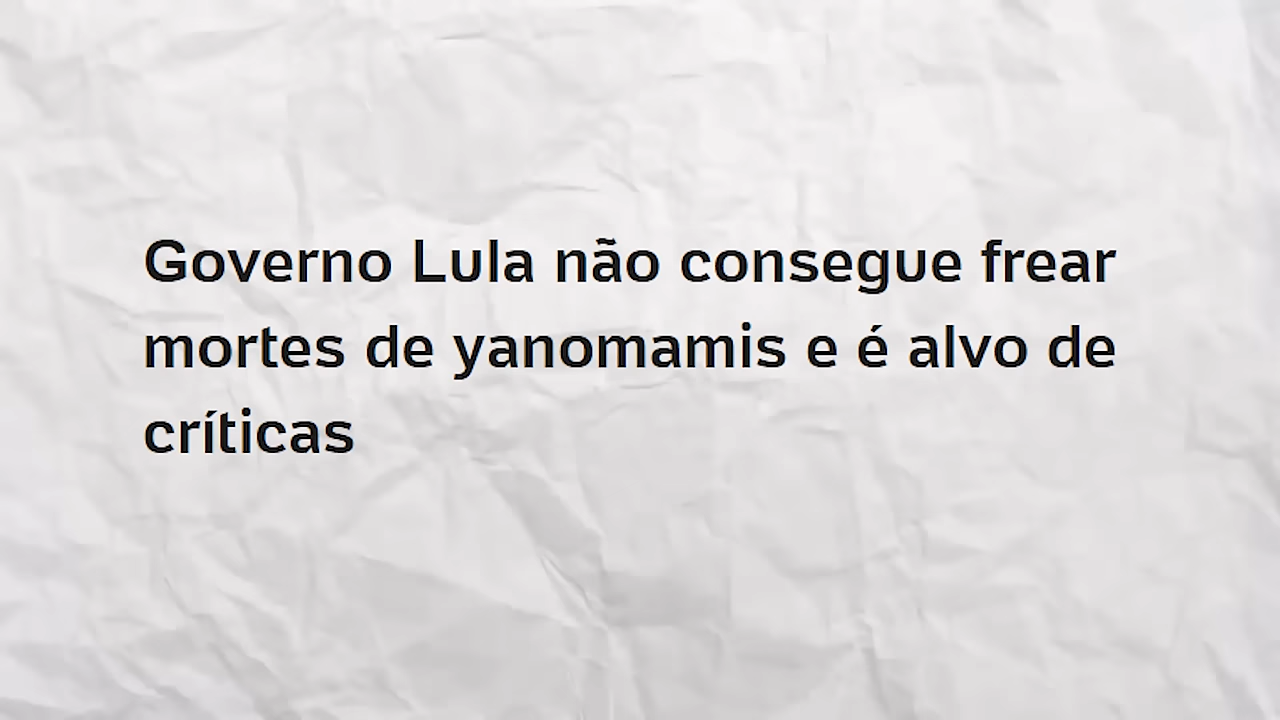 Governo Lula não consegue frear
mortes de yanomamis e é alvo de
críticas